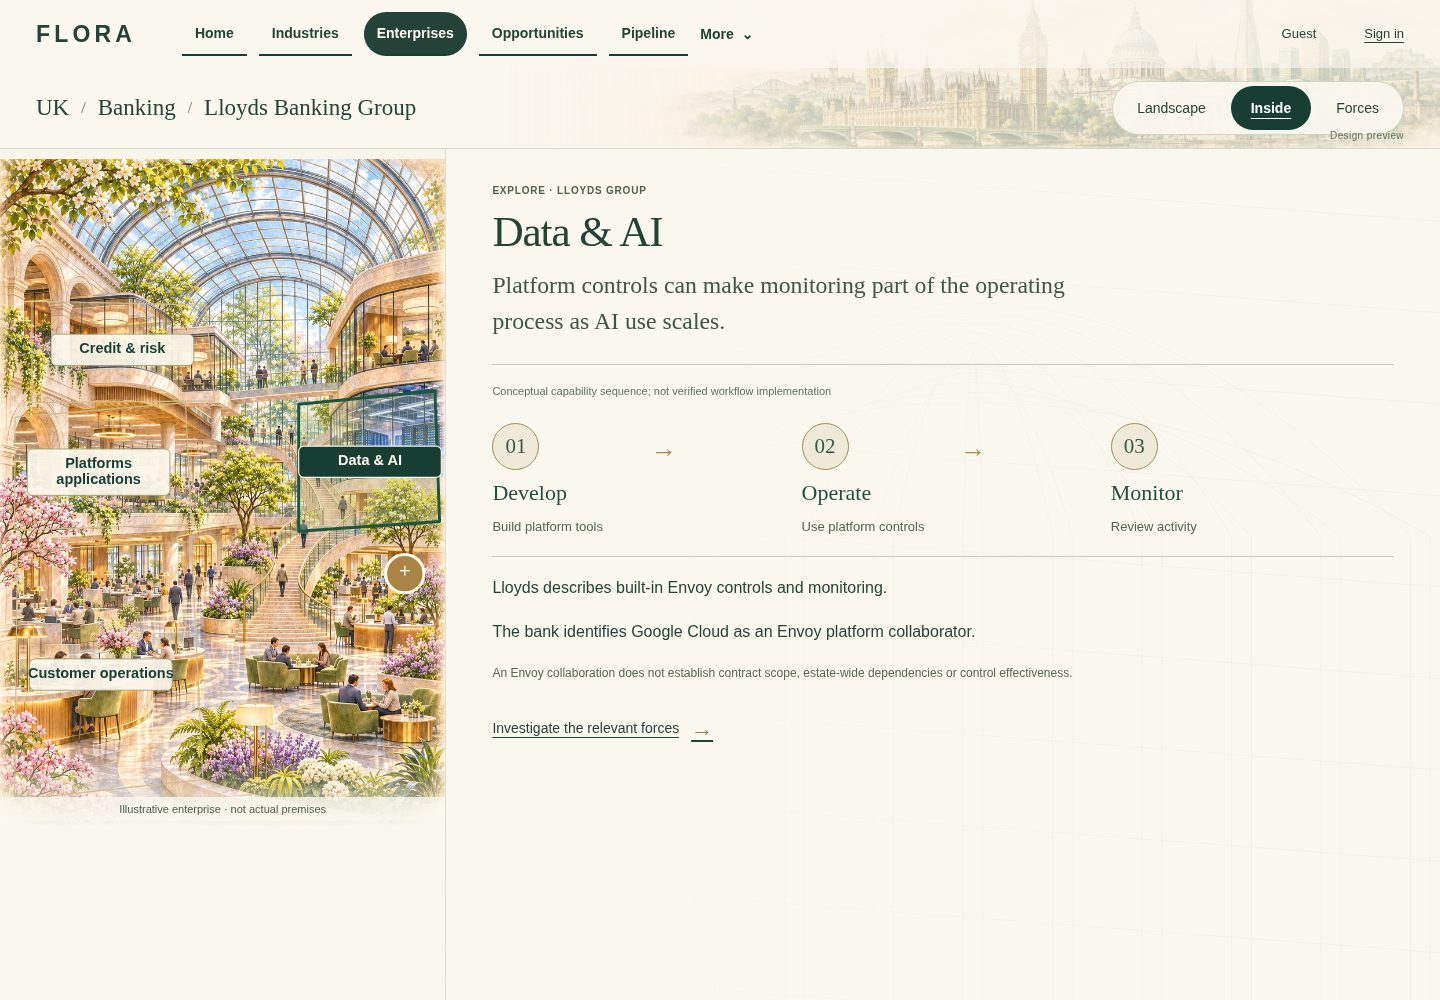 FLORA
Home
Industries
Enterprises
Opportunities
Pipeline
More
Guest
Sign in
UK / Banking / Lloyds Banking Group
Landscape
Inside
Forces
Design preview
Credit & risk
Platforms
applications
Data & AI
+
Customer operations
Illustrative enterprise · not actual premises
EXPLORE · LLOYDS GROUP
Data & AI
Platform controls can make monitoring part of the operating
process as AI use scales.
Conceptual capability sequence; not verified workflow implementation
01 → 02 → 03
Develop
Operate
Monitor
Build platform tools
Use platform controls
Review activity
Lloyds describes built-in Envoy controls and monitoring.
The bank identifies Google Cloud as an Envoy platform collaborator.
An Envoy collaboration does not establish contract scope, estate-wide dependencies or control effectiveness.
Investigate the relevant forces →